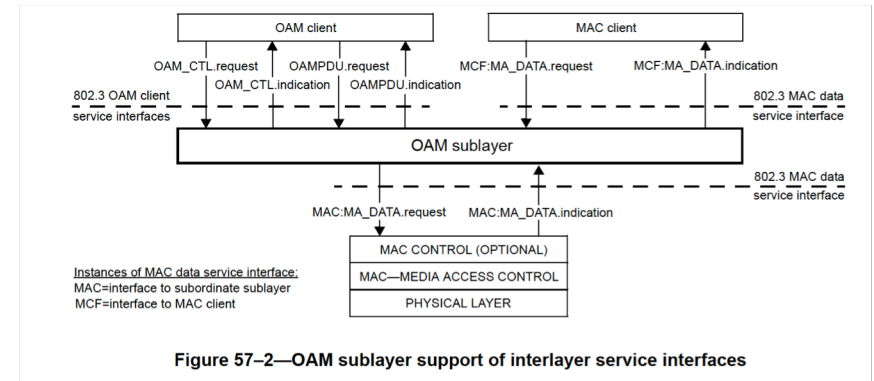 OAM client
MAC client
OAM_CTL.request
OAMPDU.request
MCF:MA_DATA.request
MCF:MA_DATA.indication
OAM_CTL.indication
OAMPDU.indication
802.3 OAM client
service interfaces
802.3 MAC data
service interface
OAM sublayer
802.3 MAC data
service interface
MAC:MA_DATA.request
MAC:MA_DATA.indication
MAC CONTROL (OPTIONAL)
MAC—MEDIA ACCESS CONTROL
PHYSICAL LAYER
Instances of MAC data service interface:
MAC=interface to subordinate sublayer
MCF=interface to MAC client
Figure 57–2—OAM sublayer support of interlayer service interfaces